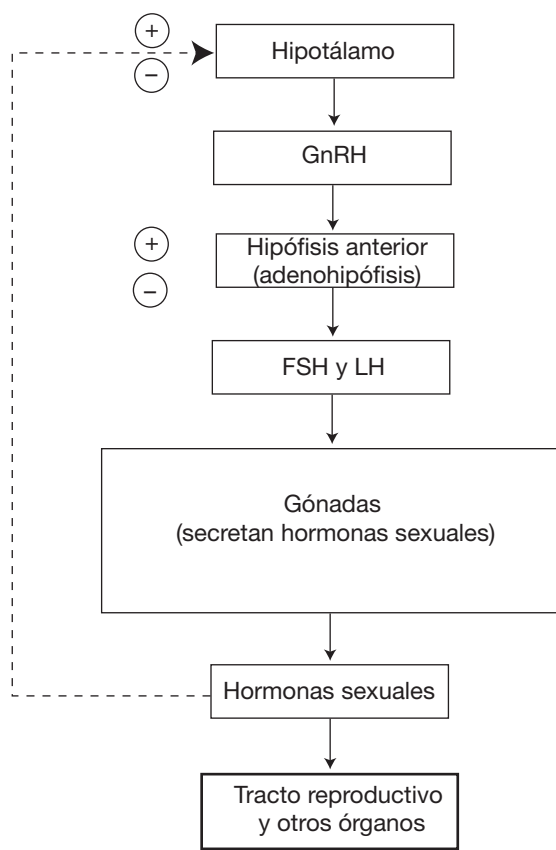 +
Hipotálamo
−
GnRH
+
Hipófisis anterior
(adenohipófisis)
−
FSH y LH
Gónadas
(secretan hormonas sexuales)
Hormonas sexuales
Tracto reproductivo
y otros órganos